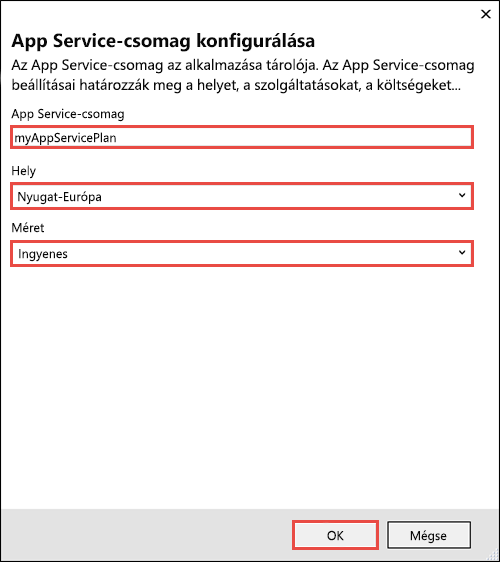 App Service-csomag konfigurálása
Az App Service-csomag az alkalmazása tárolója. Az App Service-csomag
beállításai határozzák meg a helyet, a szolgáltatásokat, a költségeket...
App Service-csomag
myAppServicePlan
Hely
Nyugat-Európa
Méret
Ingyenes
OK
Mégse